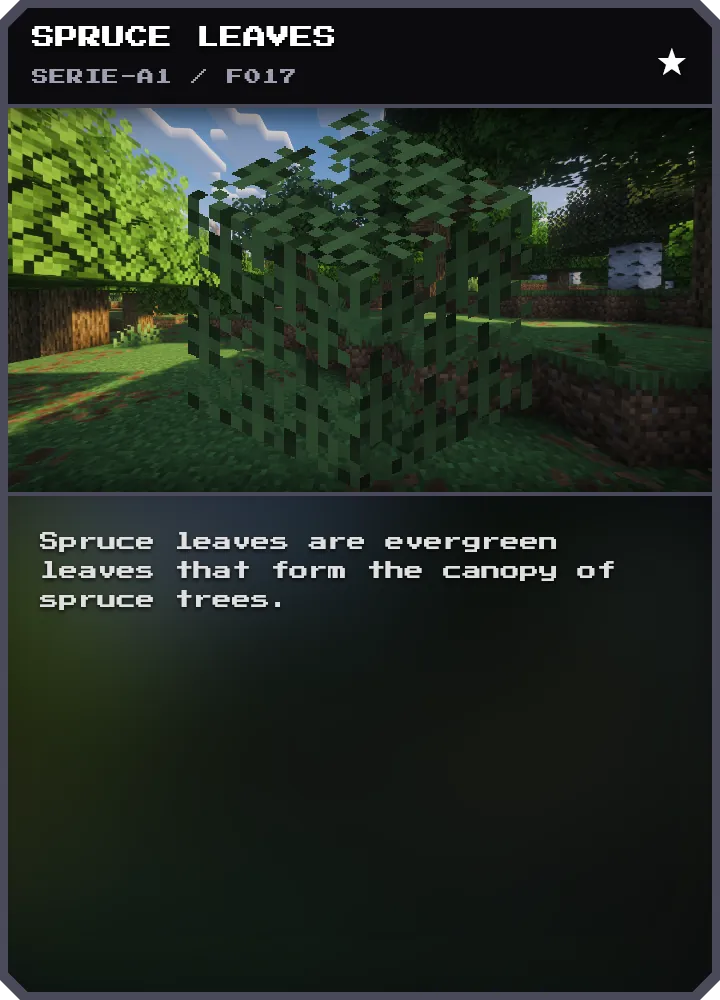 SPRUCE LEAVES
SERIE-A1 / F017
Spruce leaves are evergreen
leaves that form the canopy of
spruce trees.